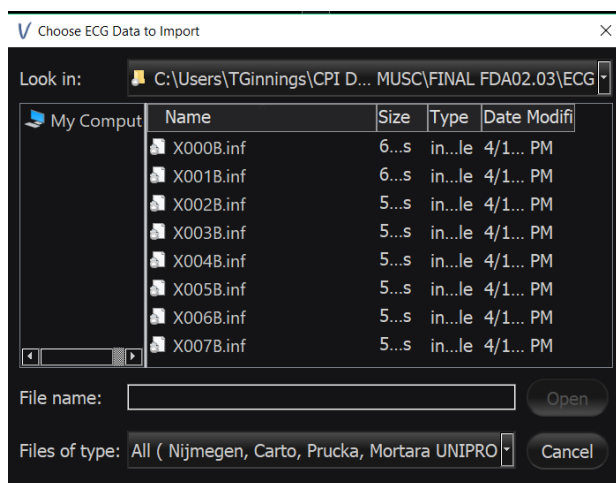 Choose ECG Data to Import
Look in: C:\Users\TGinnings\CPI D... MUSC\FINAL FDA02.03\ECG
My Comput
Name Size Type Date Modifi
X000B.inf 6...s in...le 4/1... PM
X001B.inf 6...s in...le 4/1... PM
X002B.inf 5...s in...le 4/1... PM
X003B.inf 5...s in...le 4/1... PM
X004B.inf 5...s in...le 4/1... PM
X005B.inf 5...s in...le 4/1... PM
X006B.inf 5...s in...le 4/1... PM
X007B.inf 5...s in...le 4/1... PM
File name: Open
Files of type: All ( Nijmegen, Carto, Prucka, Mortara UNIPRO Cancel